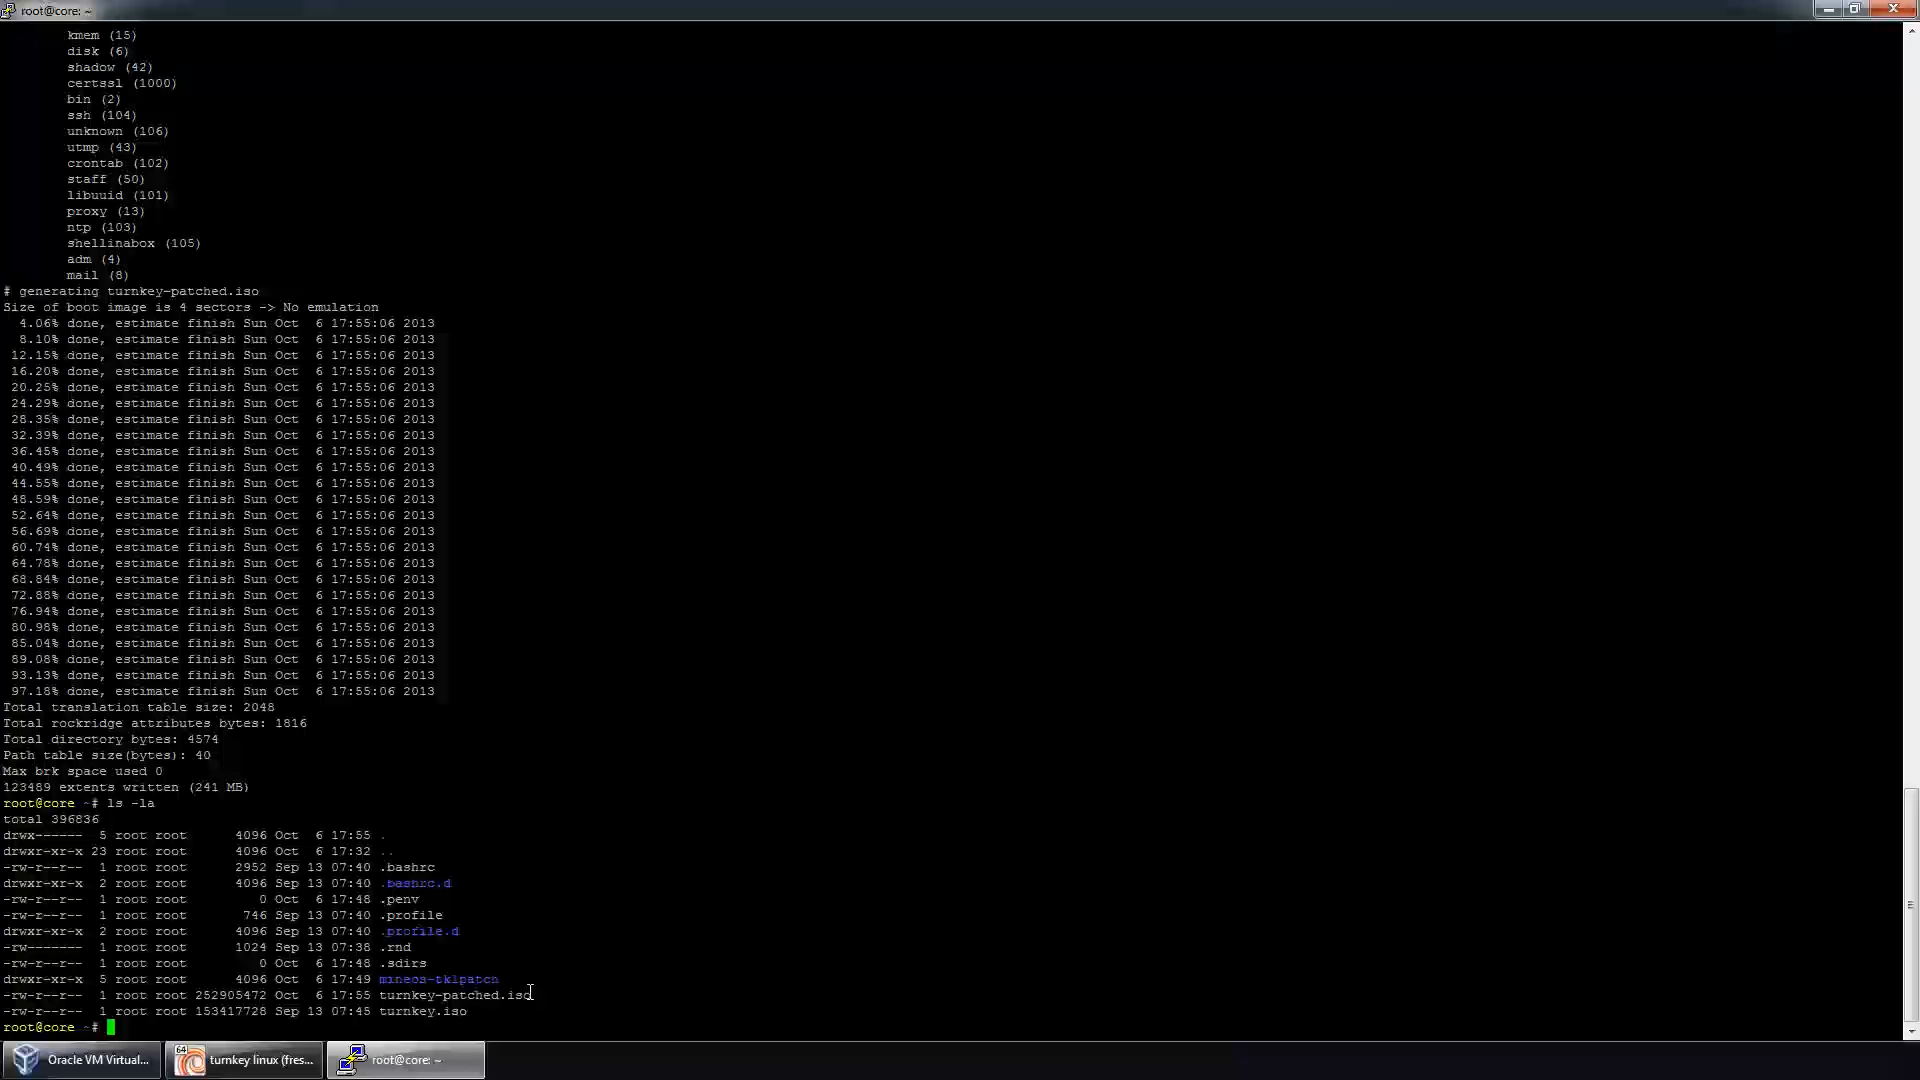 root@core: ~
kmem (15)
disk (6)
shadow (42)
certssl (1000)
bin (2)
ssh (104)
unknown (106)
utmp (43)
crontab (102)
staff (50)
libuuid (101)
proxy (13)
ntp (103)
shellinabox (105)
adm (4)
mail (8)
# generating turnkey-patched.iso
Size of boot image is 4 sectors -> No emulation
4.06% done, estimate finish Sun Oct  6 17:55:06 2013
8.10% done, estimate finish Sun Oct  6 17:55:06 2013
12.15% done, estimate finish Sun Oct  6 17:55:06 2013
16.20% done, estimate finish Sun Oct  6 17:55:06 2013
20.25% done, estimate finish Sun Oct  6 17:55:06 2013
24.29% done, estimate finish Sun Oct  6 17:55:06 2013
28.35% done, estimate finish Sun Oct  6 17:55:06 2013
32.39% done, estimate finish Sun Oct  6 17:55:06 2013
36.45% done, estimate finish Sun Oct  6 17:55:06 2013
40.49% done, estimate finish Sun Oct  6 17:55:06 2013
44.55% done, estimate finish Sun Oct  6 17:55:06 2013
48.59% done, estimate finish Sun Oct  6 17:55:06 2013
52.64% done, estimate finish Sun Oct  6 17:55:06 2013
56.69% done, estimate finish Sun Oct  6 17:55:06 2013
60.74% done, estimate finish Sun Oct  6 17:55:06 2013
64.78% done, estimate finish Sun Oct  6 17:55:06 2013
68.84% done, estimate finish Sun Oct  6 17:55:06 2013
72.88% done, estimate finish Sun Oct  6 17:55:06 2013
76.94% done, estimate finish Sun Oct  6 17:55:06 2013
80.98% done, estimate finish Sun Oct  6 17:55:06 2013
85.04% done, estimate finish Sun Oct  6 17:55:06 2013
89.08% done, estimate finish Sun Oct  6 17:55:06 2013
93.13% done, estimate finish Sun Oct  6 17:55:06 2013
97.18% done, estimate finish Sun Oct  6 17:55:06 2013
Total translation table size: 2048
Total rockridge attributes bytes: 1816
Total directory bytes: 4574
Path table size(bytes): 40
Max brk space used 0
123489 extents written (241 MB)
root@core ~# ls -la
total 396836
drwx------  5 root root      4096 Oct  6 17:55 .
drwxr-xr-x 23 root root      4096 Oct  6 17:32 ..
-rw-r--r--  1 root root      2952 Sep 13 07:40 .bashrc
drwxr-xr-x  2 root root      4096 Sep 13 07:40 .bashrc.d
-rw-r--r--  1 root root         0 Oct  6 17:48 .penv
-rw-r--r--  1 root root       746 Sep 13 07:40 .profile
drwxr-xr-x  2 root root      4096 Sep 13 07:40 .profile.d
-rw-------  1 root root      1024 Sep 13 07:38 .rnd
-rw-r--r--  1 root root         0 Oct  6 17:48 .sdirs
drwxr-xr-x  5 root root      4096 Oct  6 17:49 mineos-tklpatch
-rw-r--r--  1 root root 252905472 Oct  6 17:55 turnkey-patched.iso
-rw-r--r--  1 root root 153417728 Sep 13 07:45 turnkey.iso
root@core ~#
Oracle VM Virtual...
64 turnkey linux (fres...
root@core: ~